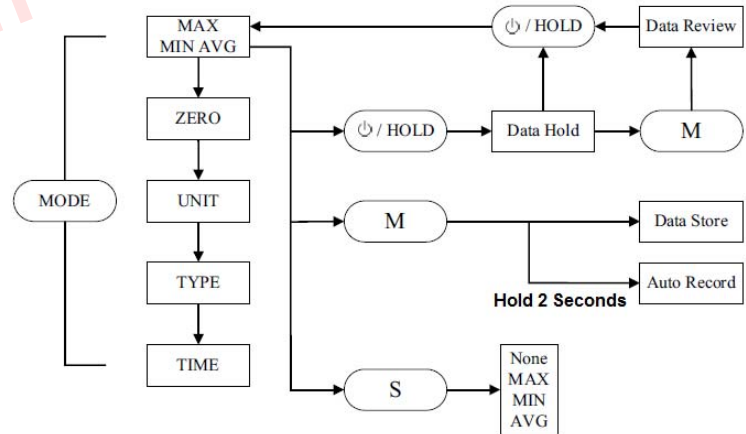 MAX
MIN AVG
⏻ / HOLD
Data Review
ZERO
⏻ / HOLD
Data Hold
M
MODE
UNIT
M
Data Store
TYPE
Auto Record
Hold 2 Seconds
TIME
S
None
MAX
MIN
AVG